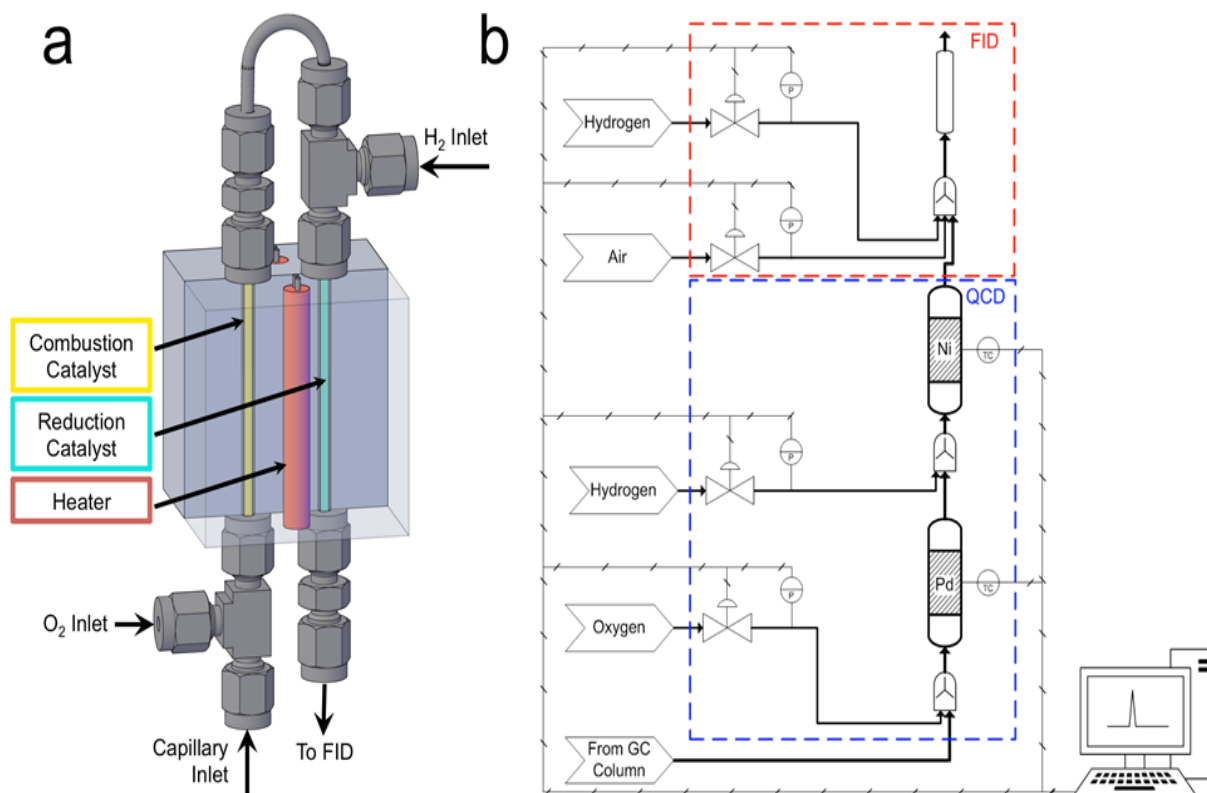 a
H₂ Inlet
Combustion
Catalyst
Reduction
Catalyst
Heater
O₂ Inlet
Capillary
Inlet
To FID
b
FID
P
Hydrogen
P
Air
QCD
Ni
TC
P
Hydrogen
P
Pd
TC
Oxygen
From GC
Column